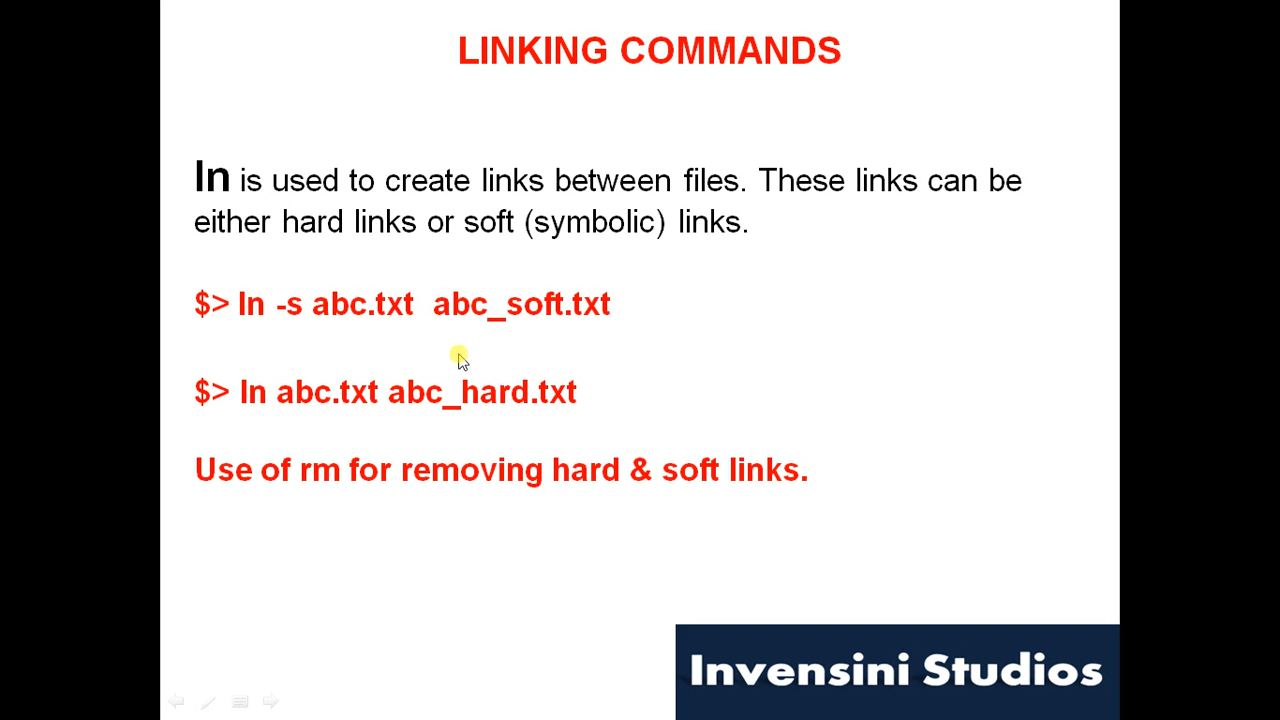 LINKING COMMANDS
ln is used to create links between files. These links can be
either hard links or soft (symbolic) links.
$> ln -s abc.txt  abc_soft.txt
$> ln abc.txt abc_hard.txt
Use of rm for removing hard & soft links.
Invensini Studios